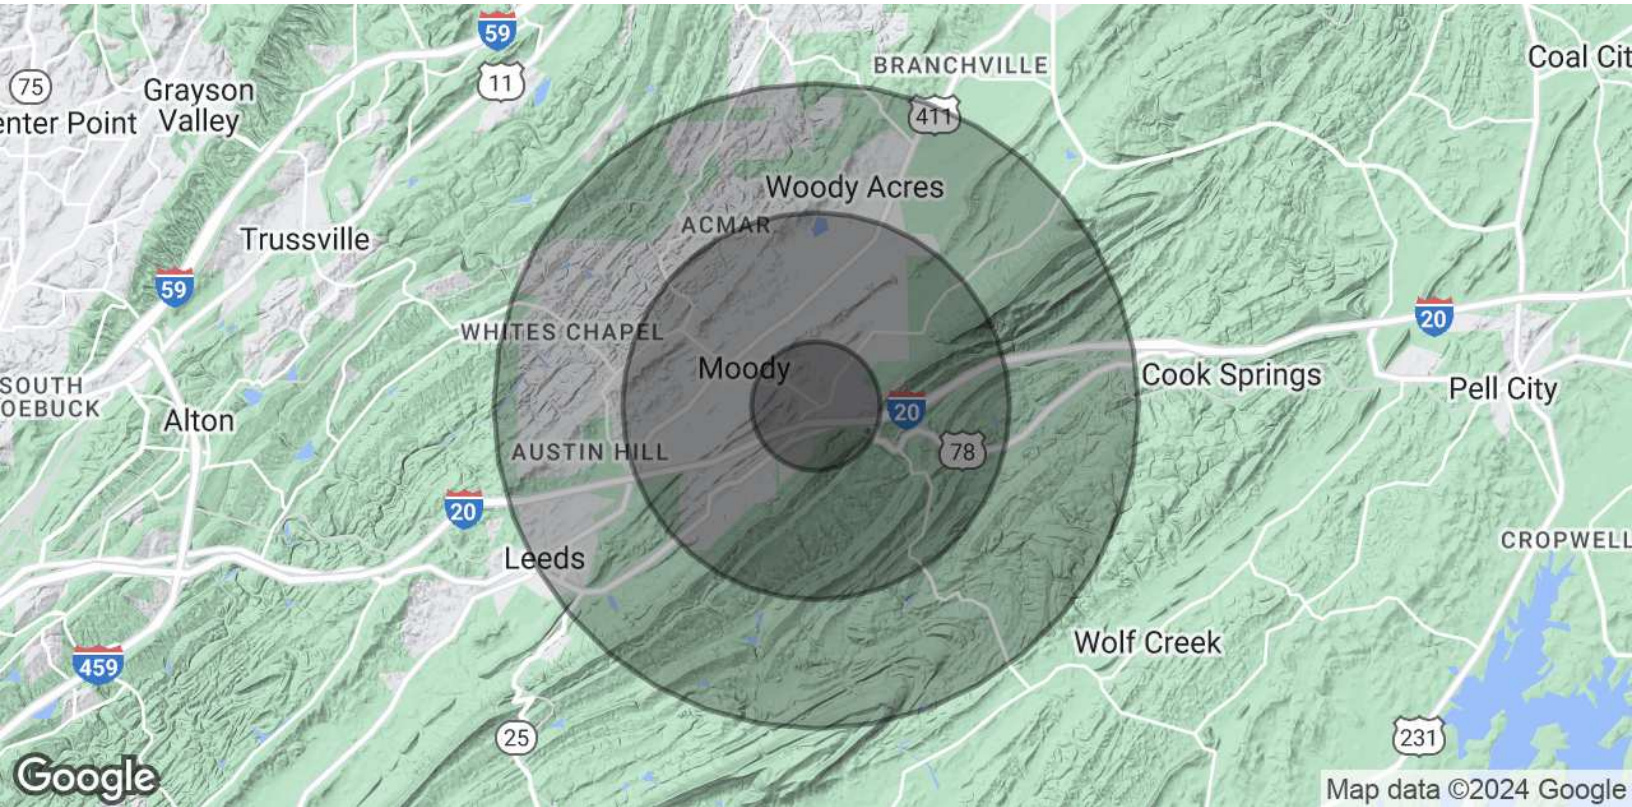 59
BRANCHVILLE
Coal Cit
75
Grayson
Valley
11
enter Point
411
Woody Acres
ACMAR
Trussville
59
20
WHITES CHAPEL
Moody
Cook Springs
SOUTH
OEBUCK
Pell City
Alton
20
AUSTIN HILL
78
20
Leeds
CROPWELL
Wolf Creek
459
25
231
Google
Map data ©2024 Google